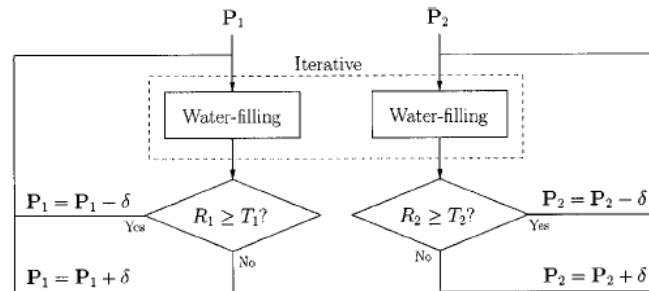 P₁ P₂
Iterative
Water-filling Water-filling
P₁ = P₁ − δ R₁ ≥ T₁? R₂ ≥ T₂? P₂ = P₂ − δ
Yes Yes
No No
P₁ = P₁ + δ P₂ = P₂ + δ